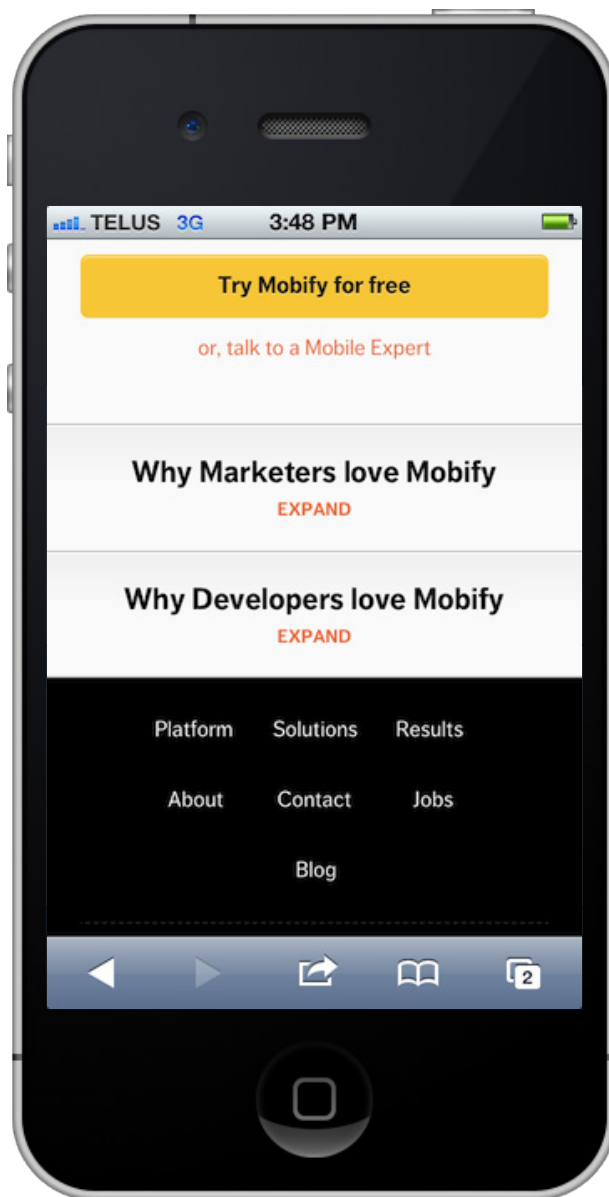 TELUS 3G 3:48 PM
Try Mobify for free
or, talk to a Mobile Expert
Why Marketers love Mobify
EXPAND
Why Developers love Mobify
EXPAND
Platform Solutions Results
About Contact Jobs
Blog
2